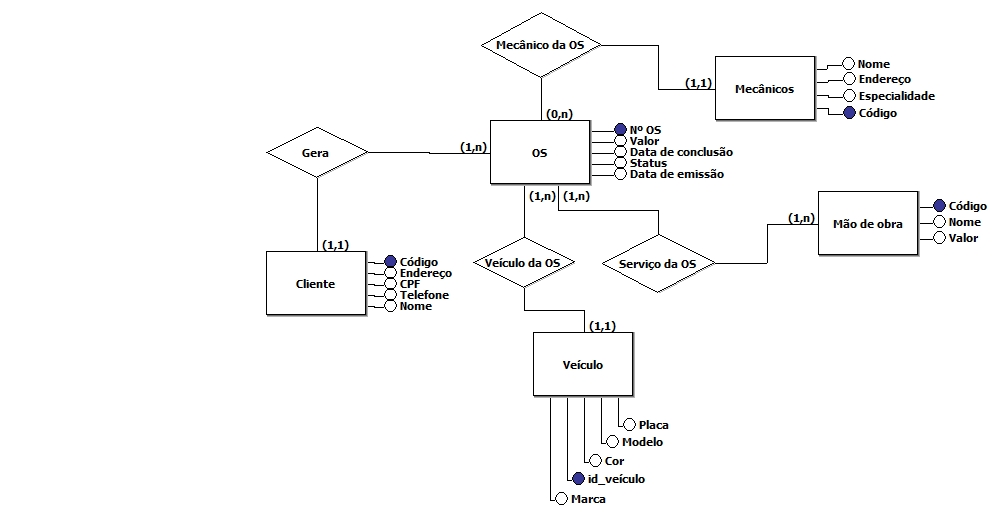 Mecânico da OS
(1,1)
Mecânicos
Nome
Endereço
Especialidade
Código
(0,n)
Gera
(1,n)
OS
Nº OS
Valor
Data de conclusão
Status
Data de emissão
(1,n)
(1,n)
(1,n)
Mão de obra
Código
Nome
Valor
(1,1)
Cliente
Código
Endereço
CPF
Telefone
Nome
Veículo da OS
Serviço da OS
(1,1)
Veículo
Placa
Modelo
Cor
id_veículo
Marca